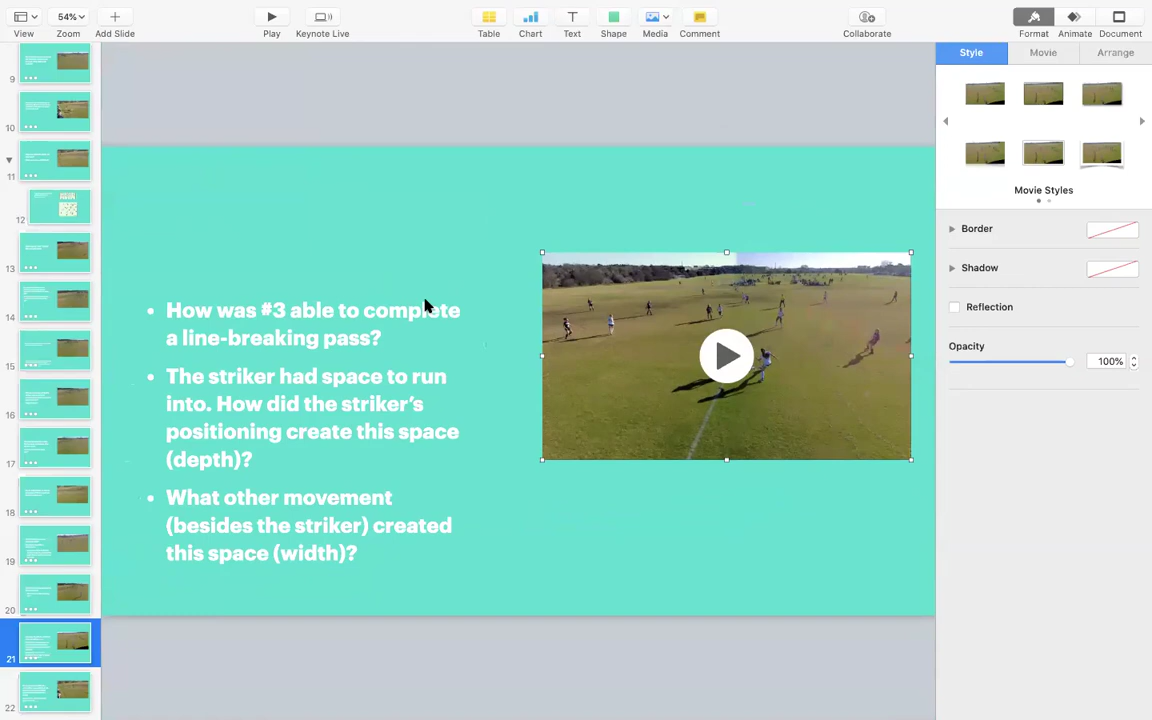 View
54%
Zoom
Add Slide
Play
Keynote Live
Table
Chart
Text
Shape
Media
Comment
Collaborate
Format
Animate
Document
Style
Movie
Arrange
Movie Styles
Border
Shadow
Reflection
Opacity
100%
9
10
11
12
13
14
15
16
17
18
19
20
21
22
• How was #3 able to complete
a line-breaking pass?
• The striker had space to run
into. How did the striker’s
positioning create this space
(depth)?
• What other movement
(besides the striker) created
this space (width)?